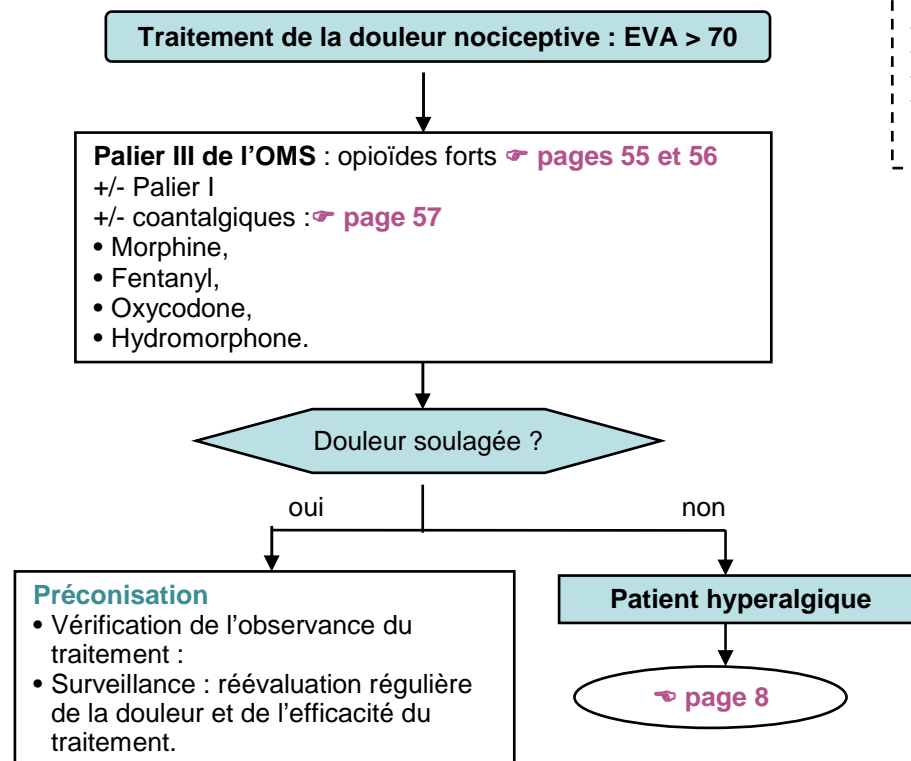 Traitement de la douleur nociceptive : EVA > 70
Palier III de l’OMS : opioïdes forts ☞ pages 55 et 56
+/- Palier I
+/- coantalgiques :☞ page 57
• Morphine,
• Fentanyl,
• Oxycodone,
• Hydromorphone.
Douleur soulagée ?
oui
non
Préconisation
• Vérification de l’observance du
traitement :
• Surveillance : réévaluation régulière
de la douleur et de l’efficacité du
traitement.
Patient hyperalgique
☜ page 8